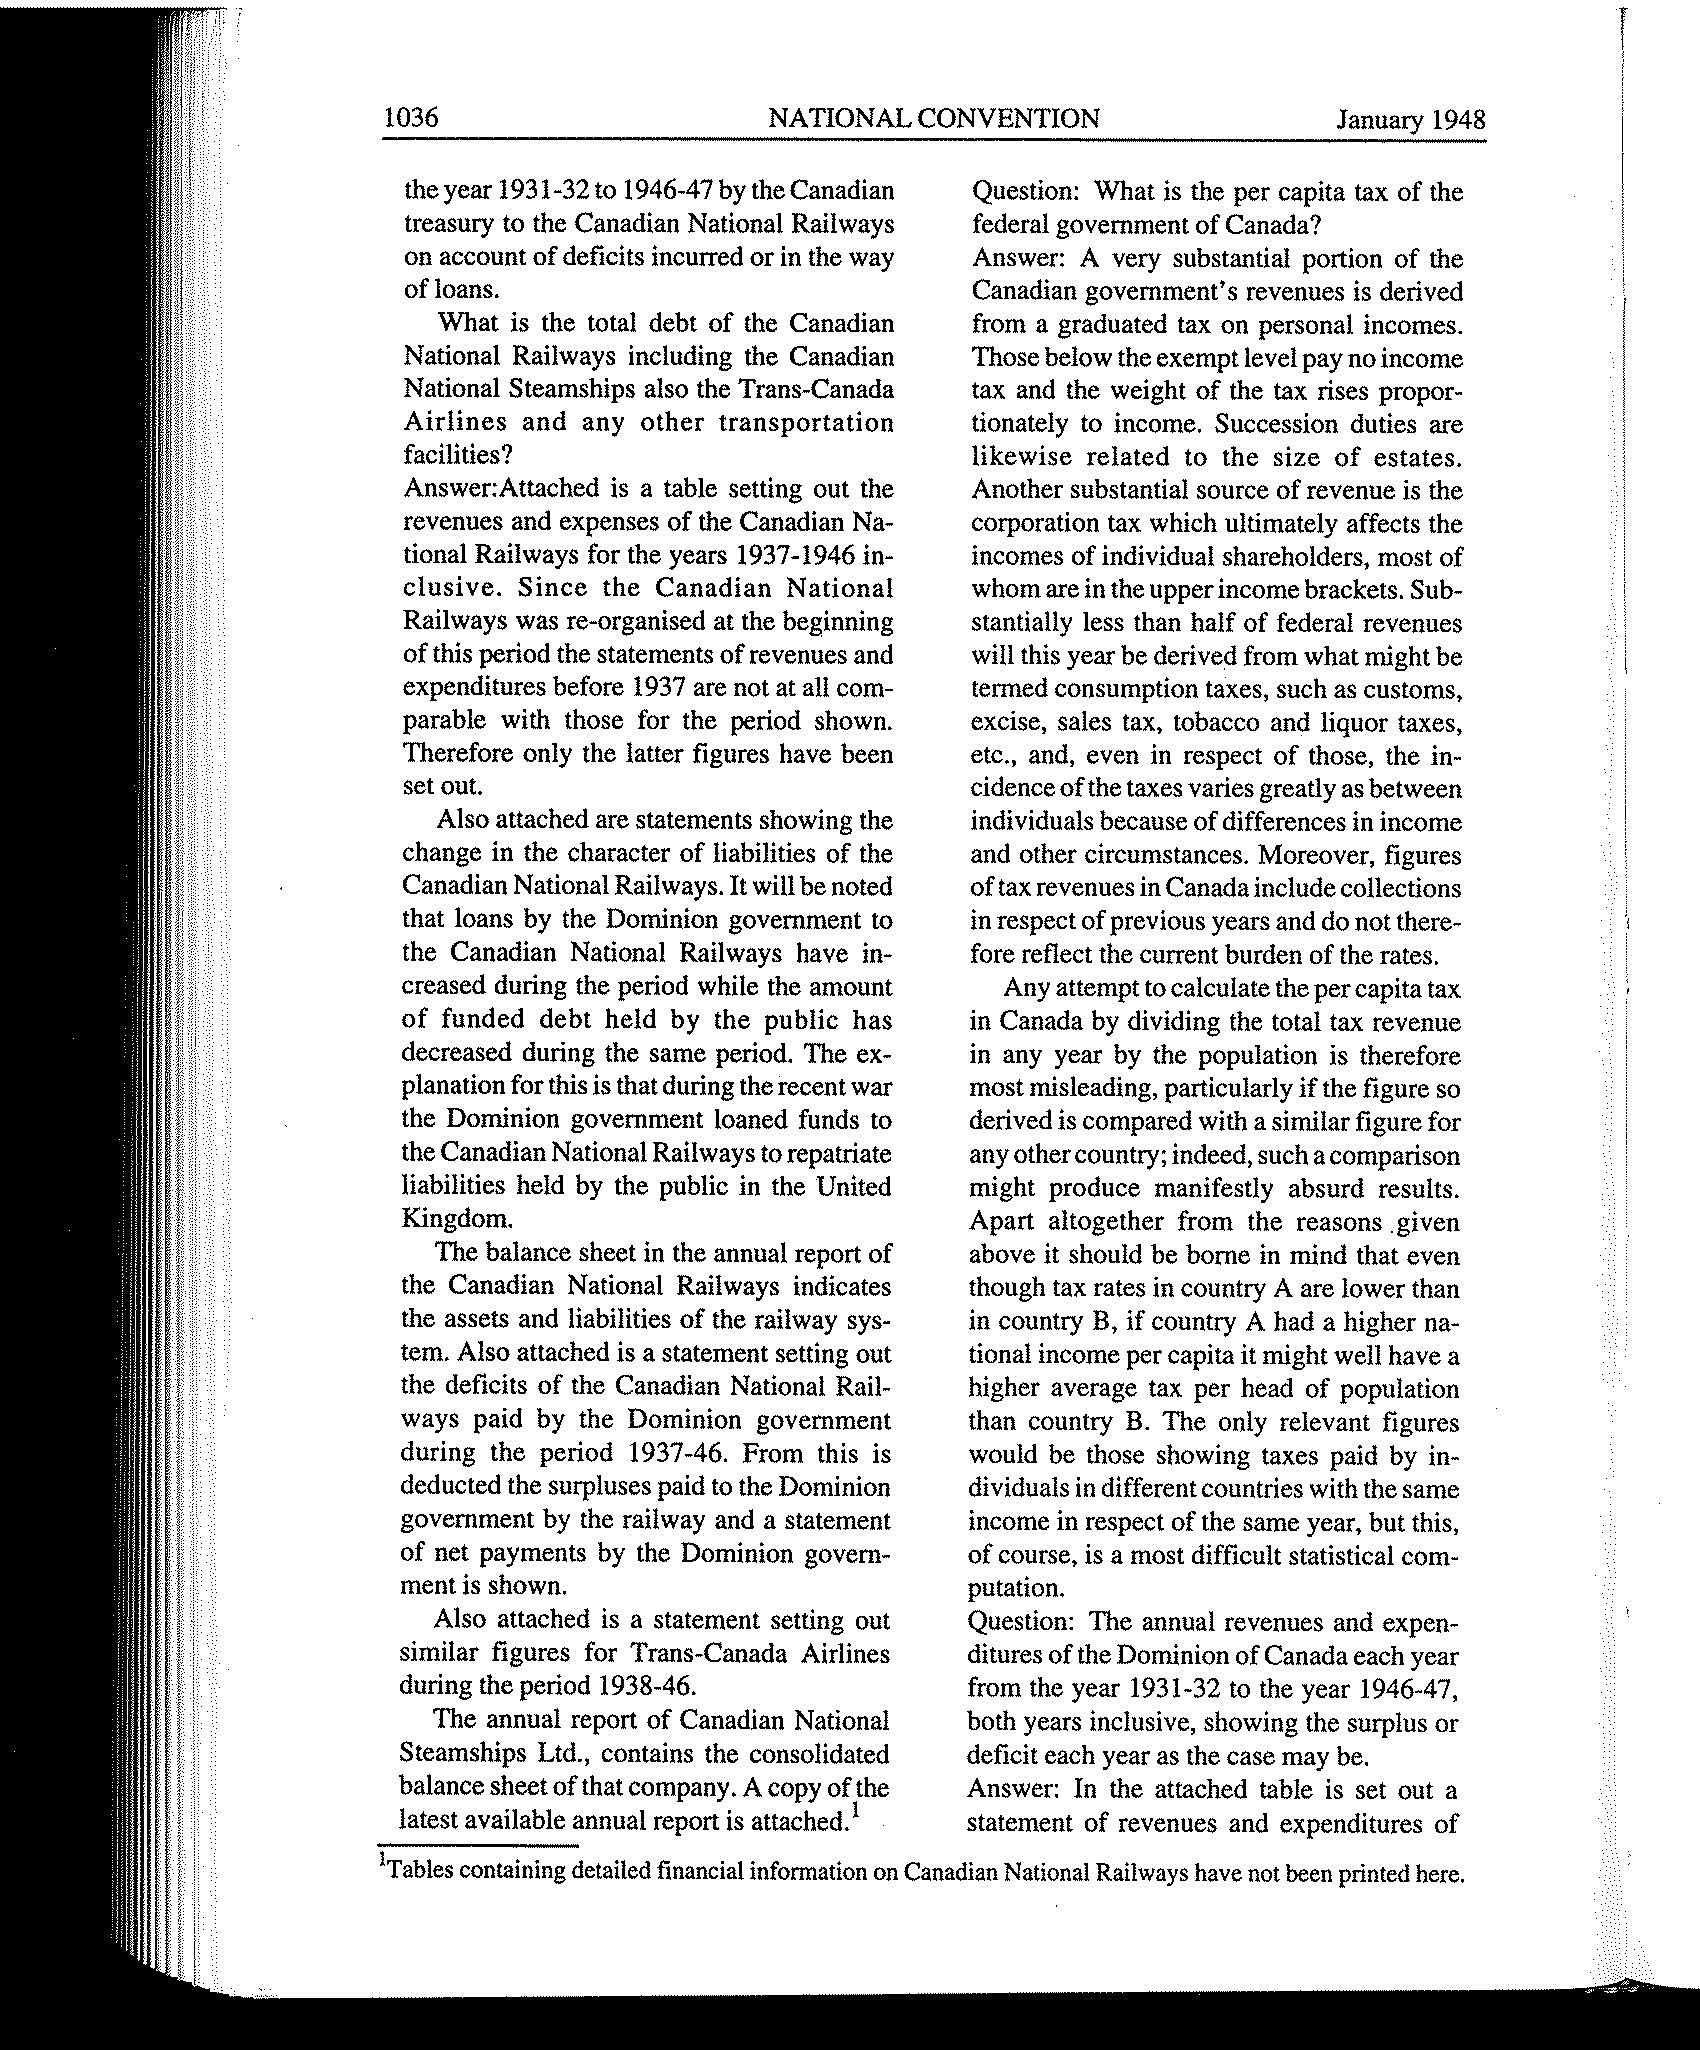 1036 NATIONAL CONVENTION January 1948
the year 1931-32 to 1946-47 by the Canadian
treasury to the Canadian National Railways
on account of deficits incurred or in the way
of loans.
What is the total debt of the Canadian
National Railways including the Canadian
National Steamships also the Trans-Canada
Airlines and any other transportation
facilities?
Answer:Attached is a table setting out the
revenues and expenses of the Canadian Na-
tional Railways for the years 1937-1946 in-
clusive. Since the Canadian National
Railways was re-organised at the beginning
of this period the statements of revenues and
expenditures before 1937 are not at all com-
parable with those for the period shown.
Therefore only the latter figures have been
set out.
Also attached are statements showing the
change in the character of liabilities of the
Canadian National Railways. It will be noted
that loans by the Dominion government to
the Canadian National Railways have in-
creased during the period while the amount
of funded debt held by the public has
decreased during the same period. The ex-
planation for this is that during the recent war
the Dominion government loaned funds to
the Canadian National Railways to repatriate
liabilities held by the public in the United
Kingdom.
The balance sheet in the annual report of
the Canadian National Railways indicates
the assets and liabilities of the railway sys-
tem. Also attached is a statement setting out
the deficits of the Canadian National Rail-
ways paid by the Dominion government
during the period 1937-46. From this is
deducted the surpluses paid to the Dominion
government by the railway and a statement
of net payments by the Dominion govern-
ment is shown.
Also attached is a statement setting out
similar figures for Trans-Canada Airlines
during the period 1938-46.
The annual report of Canadian National
Steamships Ltd., contains the consolidated
balance sheet of that company. A copy of the
latest available annual report is attached.1
Question: What is the per capita tax of the
federal government of Canada?
Answer: A very substantial portion of the
Canadian government's revenues is derived
from a graduated tax on personal incomes.
Those below the exempt level pay no income
tax and the weight of the tax rises propor-
tionately to income. Succession duties are
likewise related to the size of estates.
Another substantial source of revenue is the
corporation tax which ultimately affects the
incomes of individual shareholders, most of
whom are in the upper income brackets. Sub-
stantially less than half of federal revenues
will this year be derived from what might be
termed consumption taxes, such as customs,
excise, sales tax, tobacco and liquor taxes,
etc., and, even in respect of those, the in-
cidence of the taxes varies greatly as between
individuals because of differences in income
and other circumstances. Moreover, figures
of tax revenues in Canada include collections
in respect of previous years and do not there-
fore reflect the current burden of the rates.
Any attempt to calculate the per capita tax
in Canada by dividing the total tax revenue
in any year by the population is therefore
most misleading, particularly if the figure so
derived is compared with a similar figure for
any other country; indeed, such a comparison
might produce manifestly absurd results.
Apart altogether from the reasons given
above it should be borne in mind that even
though tax rates in country A are lower than
in country B, if country A had a higher na-
tional income per capita it might well have a
higher average tax per head of population
than country B. The only relevant figures
would be those showing taxes paid by in-
dividuals in different countries with the same
income in respect of the same year, but this,
of course, is a most difficult statistical com-
putation.
Question: The annual revenues and expen-
ditures of the Dominion of Canada each year
from the year 1931-32 to the year 1946-47,
both years inclusive, showing the surplus or
deficit each year as the case may be.
Answer: In the attached table is set out a
statement of revenues and expenditures of
1Tables containing detailed financial information on Canadian National Railways have not been printed here.